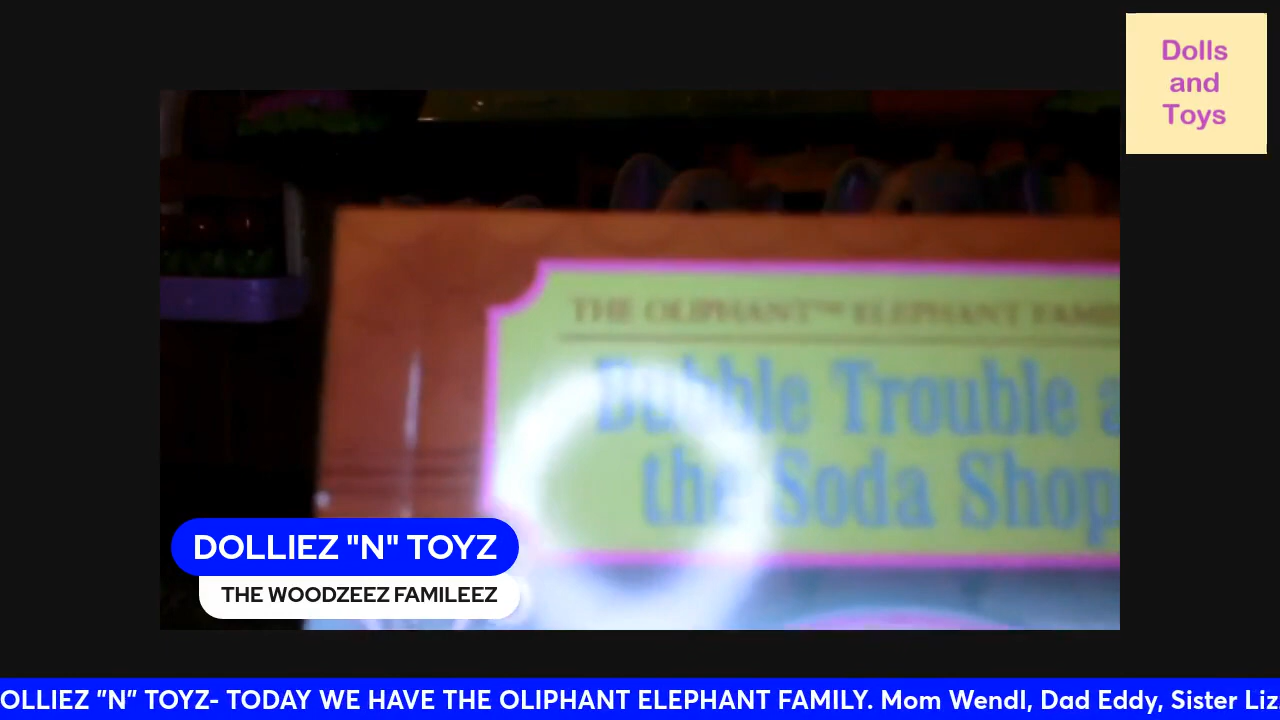 Dolls
and
Toys
THE OLIPHANT™ ELEPHANT FAMI
Bubble Trouble a
the Soda Shop
DOLLIEZ "N" TOYZ
THE WOODZEEZ FAMILEEZ
OLLIEZ "N" TOYZ- TODAY WE HAVE THE OLIPHANT ELEPHANT FAMILY. Mom Wendl, Dad Eddy, Sister Liz